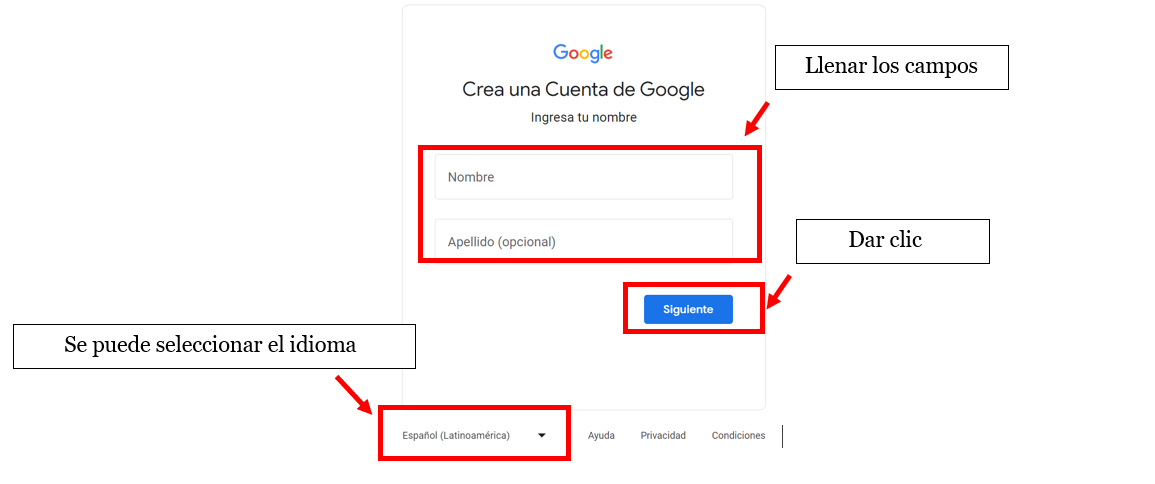 Google
Llenar los campos
Crea una Cuenta de Google
Ingresa tu nombre
Nombre
Apellido (opcional)
Dar clic
Siguiente
Se puede seleccionar el idioma
Español (Latinoamérica)
Ayuda
Privacidad
Condiciones